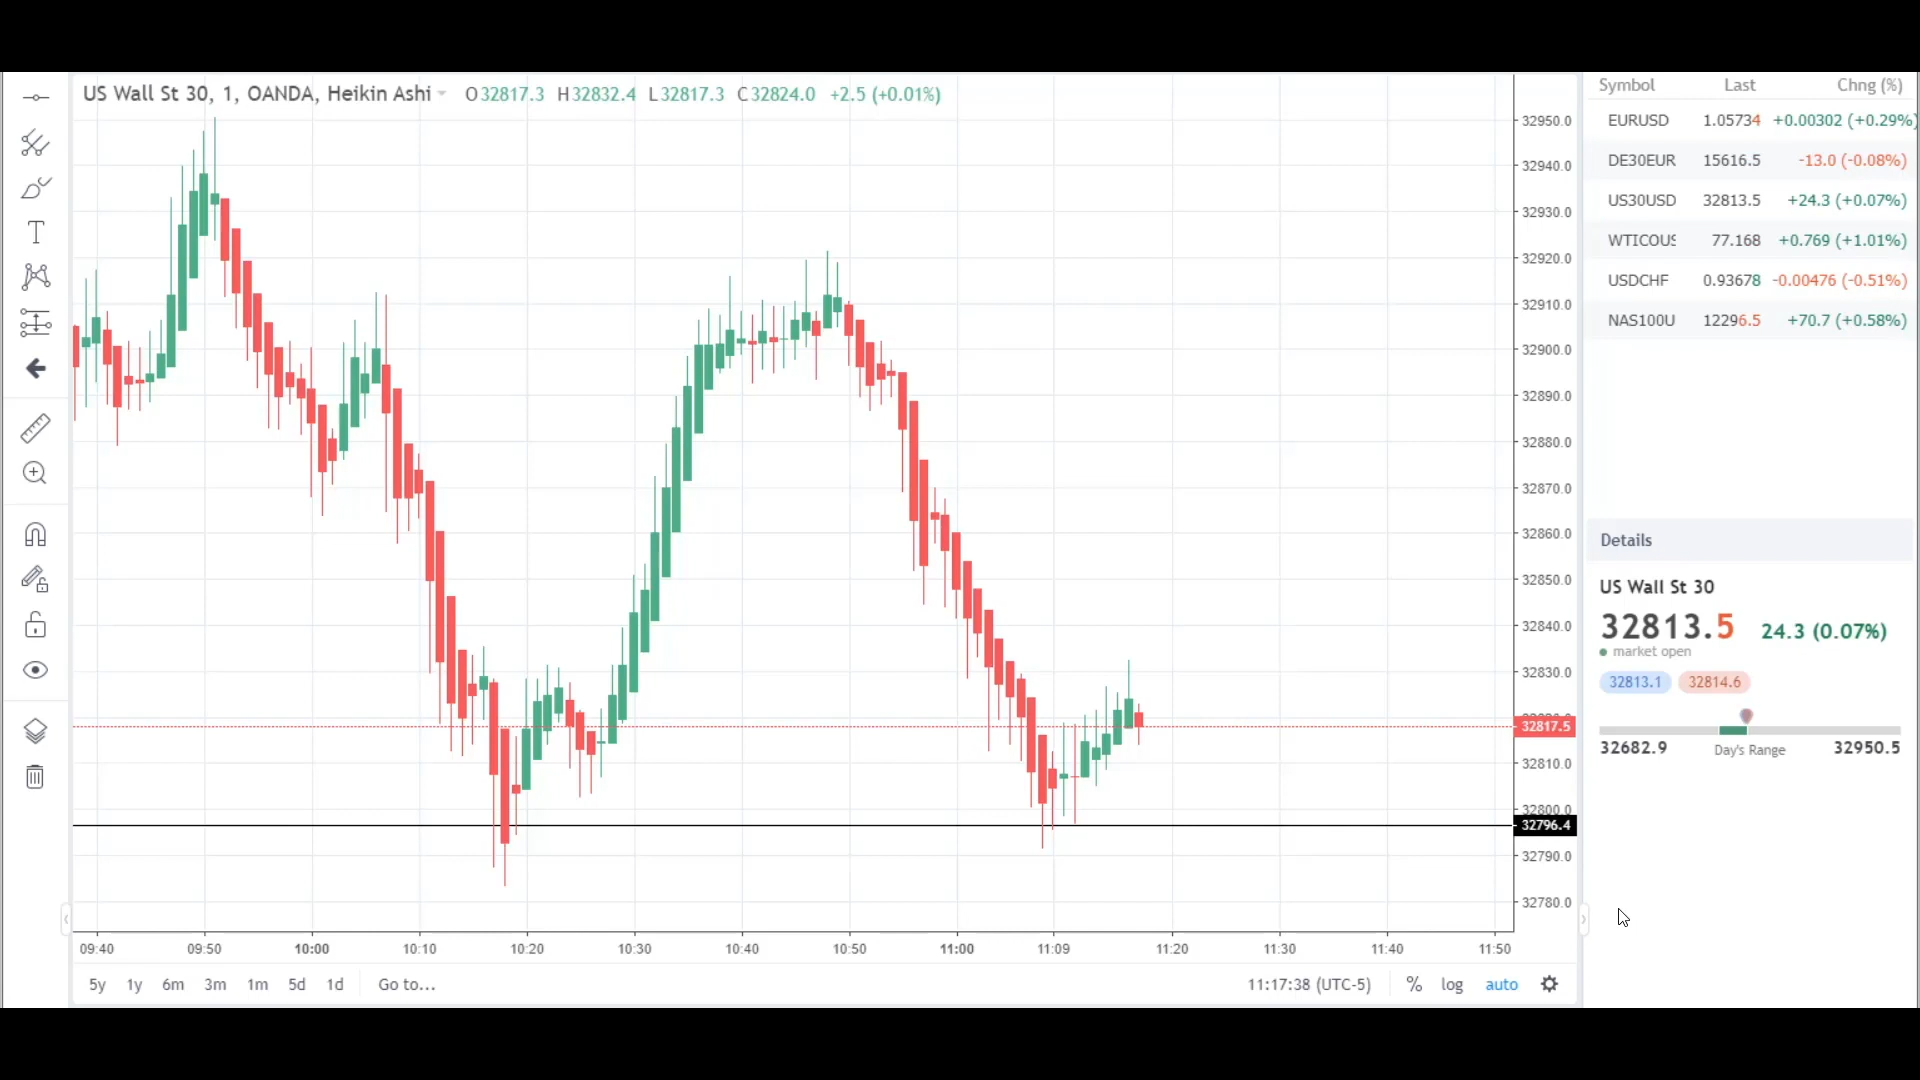 US Wall St 30, 1, OANDA, Heikin Ashi O32817.3 H32832.4 L32817.3 C32824.0 +2.5 (+0.01%)
32950.0
32940.0
32930.0
32920.0
32910.0
32900.0
32890.0
32880.0
32870.0
32860.0
32850.0
32840.0
32830.0
32817.5
32810.0
32800.0
32796.4
32790.0
32780.0
09:40 09:50 10:00 10:10 10:20 10:30 10:40 10:50 11:00 11:09 11:20 11:30 11:40 11:50
5y 1y 6m 3m 1m 5d 1d Go to... 11:17:38 (UTC-5) % log auto
Symbol Last Chng (%)
EURUSD 1.05734 +0.00302 (+0.29%)
DE30EUR 15616.5 -13.0 (-0.08%)
US30USD 32813.5 +24.3 (+0.07%)
WTICOUS 77.168 +0.769 (+1.01%)
USDCHF 0.93678 -0.00476 (-0.51%)
NAS100U 12296.5 +70.7 (+0.58%)
Details
US Wall St 30
32813.5 24.3 (0.07%)
market open
32813.1 32814.6
32682.9 Day's Range 32950.5